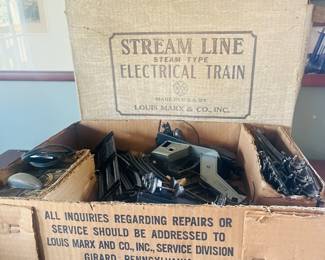 STREAM LINE
STEAM TYPE
ELECTRICAL TRAIN
MADE IN U.S.A. BY
LOUIS MARX & CO., INC.
ALL INQUIRIES REGARDING REPAIRS OR
SERVICE SHOULD BE ADDRESSED TO
LOUIS MARX AND CO., INC., SERVICE DIVISION
GIRARD, PENNSYLVANIA